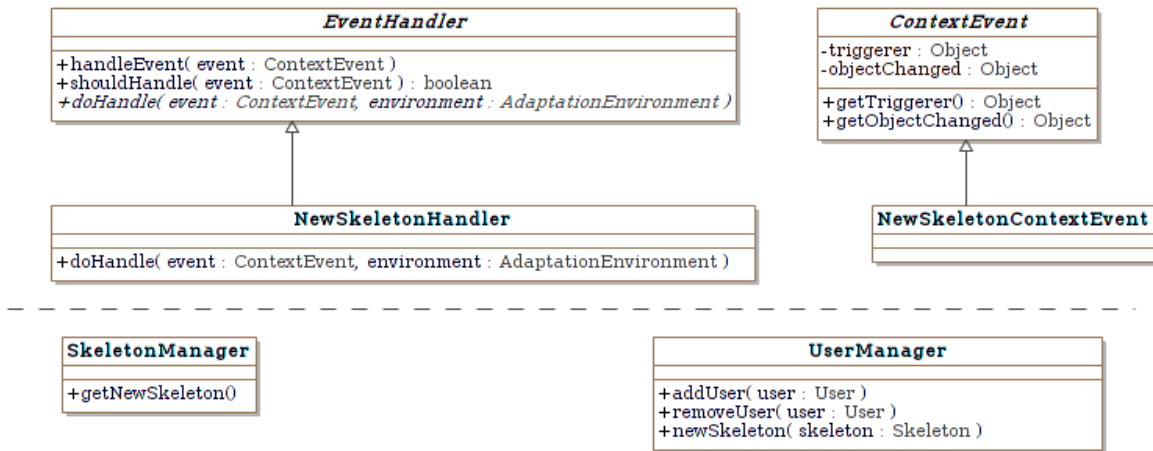 EventHandler
+handleEvent( event : ContextEvent )
+shouldHandle( event : ContextEvent ) : boolean
+doHandle( event : ContextEvent, environment : AdaptationEnvironment )
ContextEvent
-triggerer : Object
-objectChanged : Object
+getTriggerer() : Object
+getObjectChanged() : Object
NewSkeletonHandler
+doHandle( event : ContextEvent, environment : AdaptationEnvironment )
NewSkeletonContextEvent
SkeletonManager
+getNewSkeleton()
UserManager
+addUser( user : User )
+removeUser( user : User )
+newSkeleton( skeleton : Skeleton )